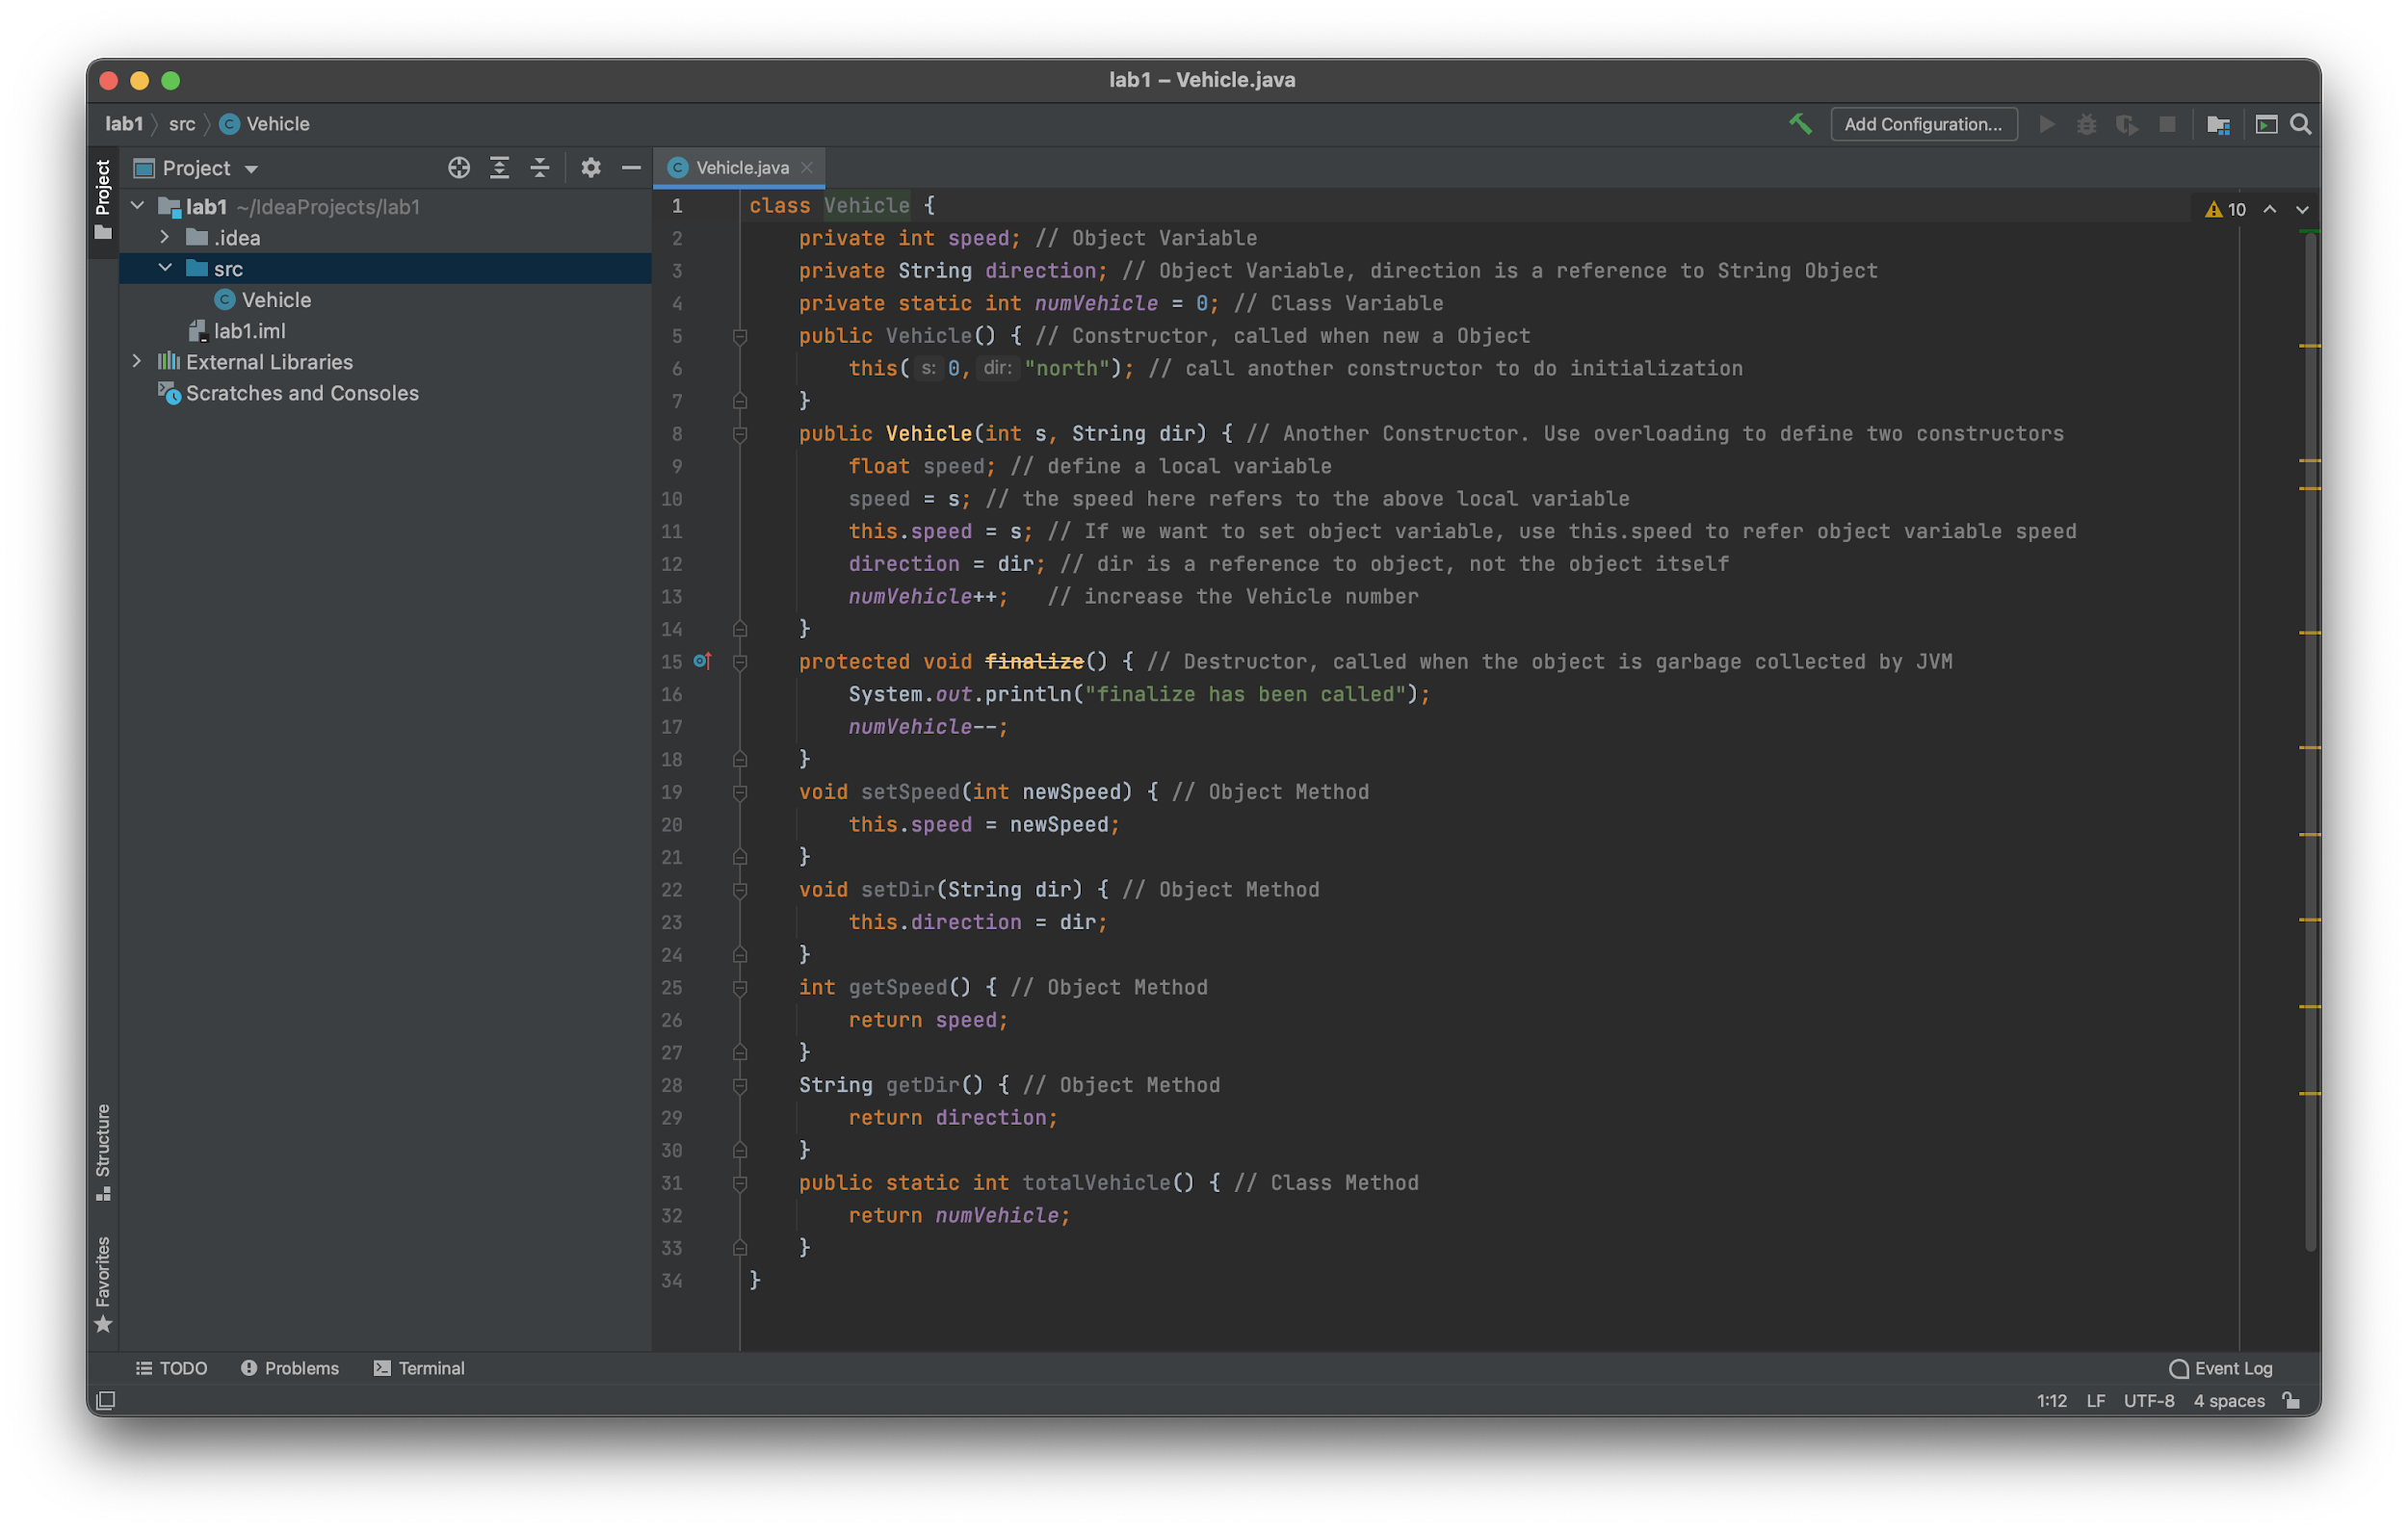 lab1 – Vehicle.java
lab1 src Vehicle
Add Configuration...
Project
Project
Vehicle.java
lab1 ~/IdeaProjects/lab1
.idea
src
Vehicle
lab1.iml
External Libraries
Scratches and Consoles
10
1 class Vehicle {
2 private int speed; // Object Variable
3 private String direction; // Object Variable, direction is a reference to String Object
4 private static int numVehicle = 0; // Class Variable
5 public Vehicle() { // Constructor, called when new a Object
6 this( s: 0, dir: "north"); // call another constructor to do initialization
7 }
8 public Vehicle(int s, String dir) { // Another Constructor. Use overloading to define two constructors
9 float speed; // define a local variable
10 speed = s; // the speed here refers to the above local variable
11 this.speed = s; // If we want to set object variable, use this.speed to refer object variable speed
12 direction = dir; // dir is a reference to object, not the object itself
13 numVehicle++; // increase the Vehicle number
14 }
15 protected void finalize() { // Destructor, called when the object is garbage collected by JVM
16 System.out.println("finalize has been called");
17 numVehicle--;
18 }
19 void setSpeed(int newSpeed) { // Object Method
20 this.speed = newSpeed;
21 }
22 void setDir(String dir) { // Object Method
23 this.direction = dir;
24 }
25 int getSpeed() { // Object Method
26 return speed;
27 }
28 String getDir() { // Object Method
29 return direction;
30 }
31 public static int totalVehicle() { // Class Method
32 return numVehicle;
33 }
34 }
Structure
Favorites
TODO
Problems
Terminal
Event Log
1:12 LF UTF-8 4 spaces